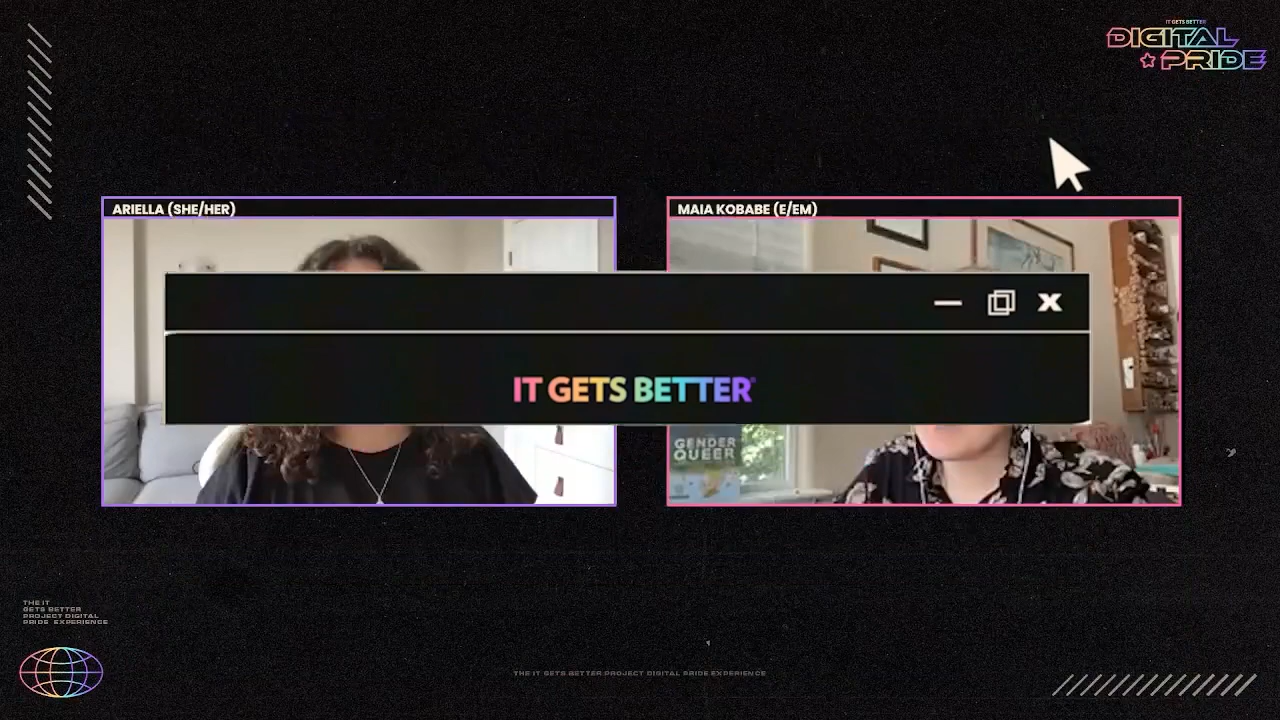 IT GETS BETTER
DIGITAL
PRIDE
ARIELLA (SHE/HER)
MAIA KOBABE (E/EM)
IT GETS BETTER
GENDER
QUEER
THE IT
GETS BETTER
PROJECT DIGITAL
PRIDE EXPERIENCE
THE IT GETS BETTER PROJECT DIGITAL PRIDE EXPERIENCE